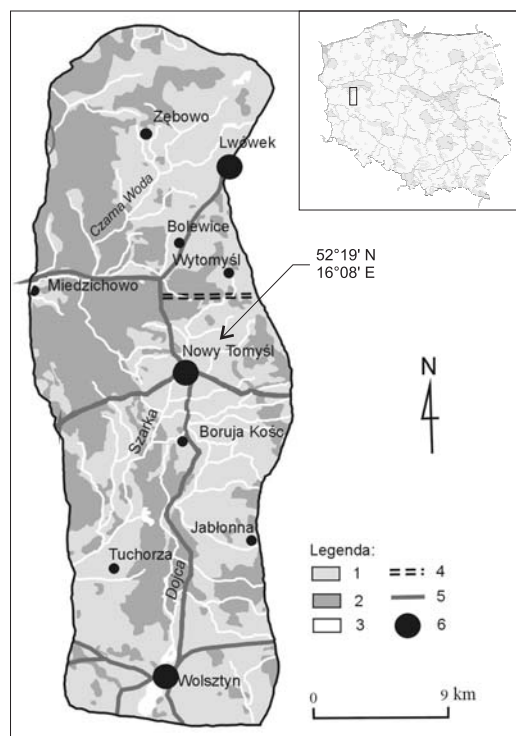 Zębowo
Lwówek
Czarna Woda
Bolewice
Wytomyśl
52°19' N
16°08' E
Miedzichowo
Nowy Tomyśl
N
Szarka
Boruja Kośc
Jabłonna
Legenda:
1
4
2
5
3
6
Tuchorza
Dojca
Wolsztyn
0
9 km